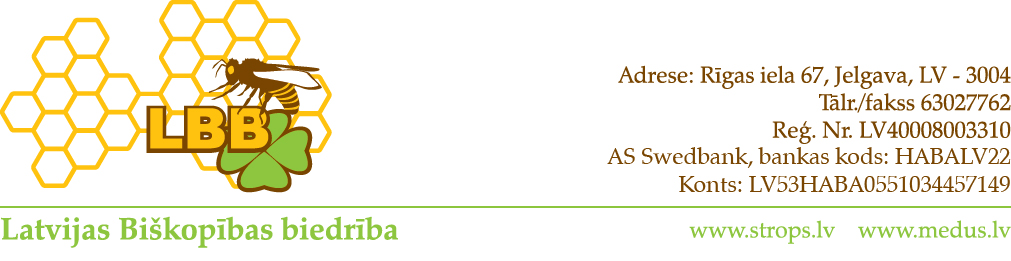 LBB
Adrese: Rīgas iela 67, Jelgava, LV - 3004
Tālr./fakss 63027762
Reģ. Nr. LV40008003310
AS Swedbank, bankas kods: HABALV22
Konts: LV53HABA0551034457149
Latvijas Biškopības biedrība
www.strops.lv www.medus.lv